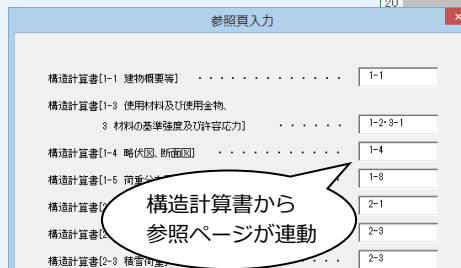 20
参照頁入力
構造計算書[1-1 建物概要等] ・・・・・・・・・・・・・・ 1-1
構造計算書[1-3 使用材料及び使用金物、
3 材料の基準強度及び許容応力] ・・・・・・ 1-2・3-1
構造計算書[1-4 略伏図、断面図] ・・・・・・・・・・・ 1-4
構造計算書[1-5 荷重 1-8
構造計算書[2 2-1
構造計算書[2 2-3
構造計算書[2-3 積雪荷重 2-3
構造計算書から
参照ページが連動